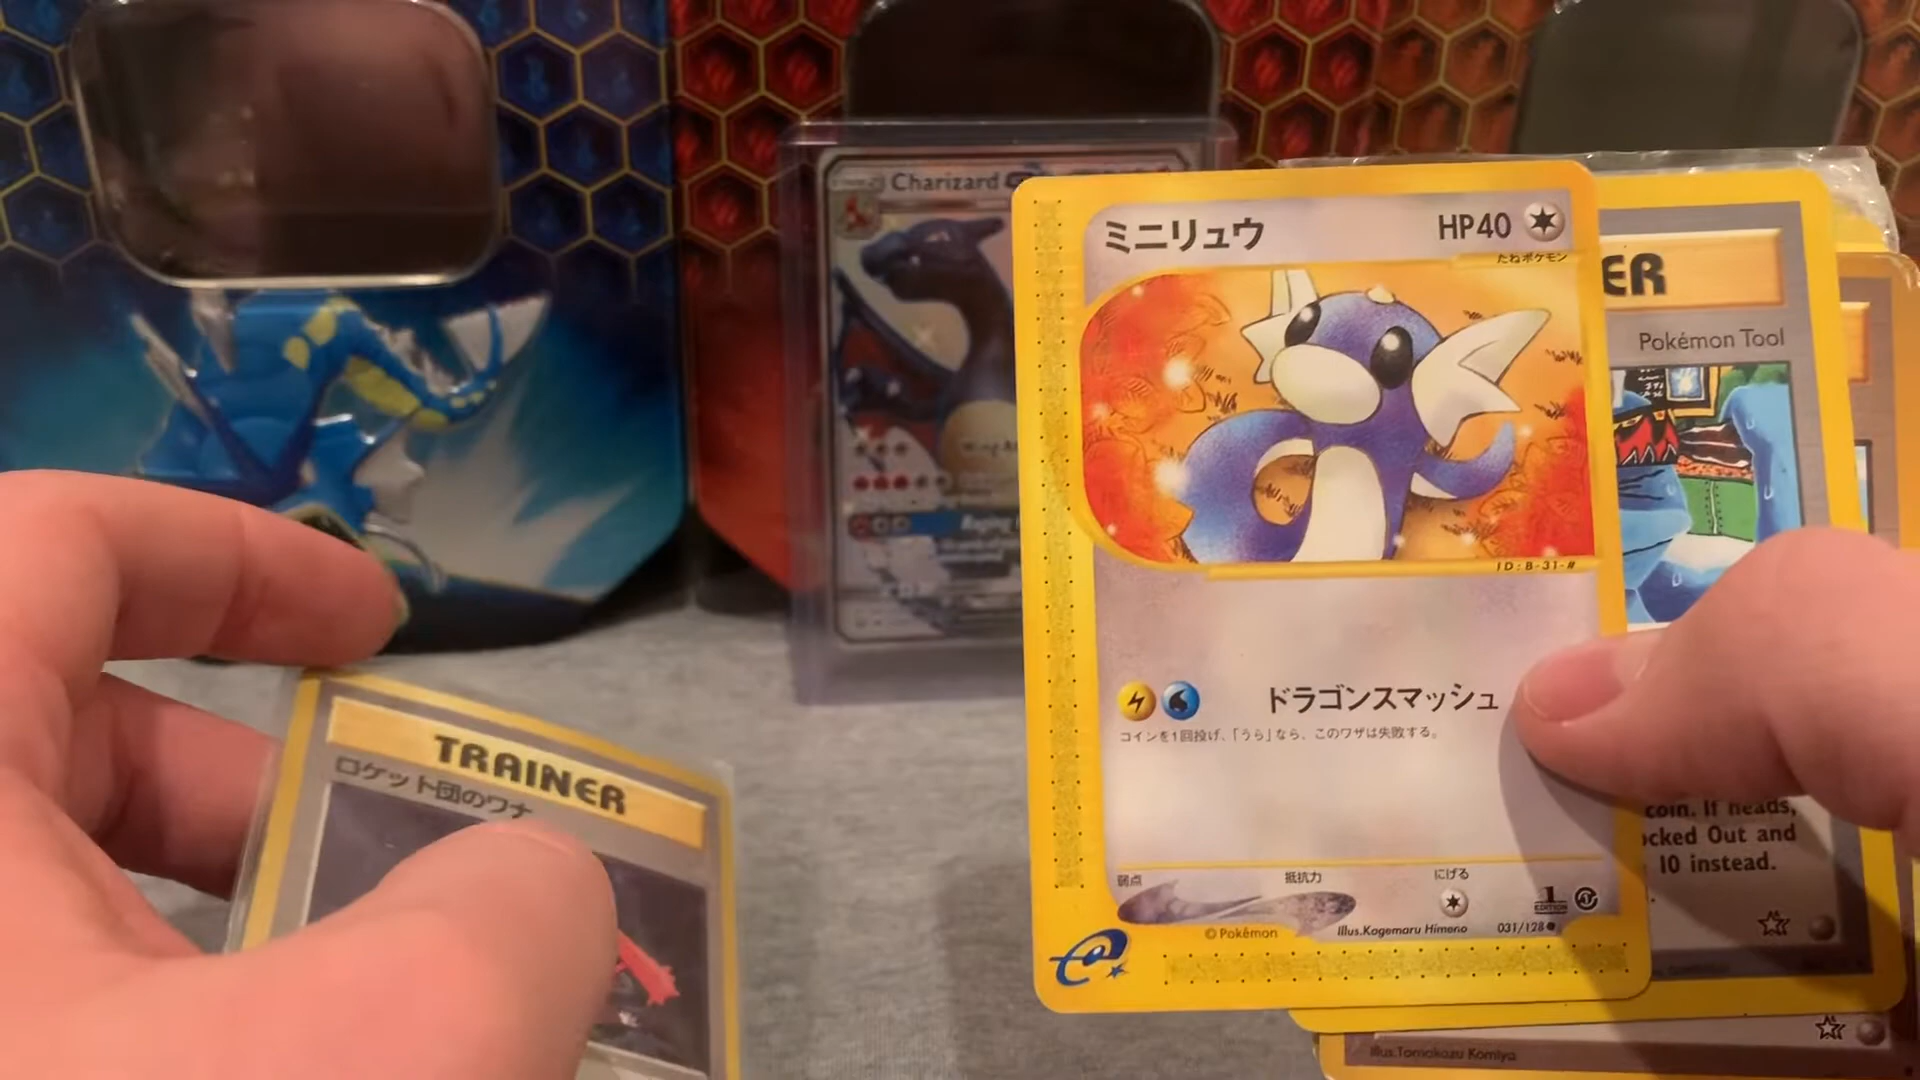 Charizard
Raging
ミニリュウ
HP40
たねポケモン
ID:B-31-#
ドラゴンスマッシュ
コインを1回投げ、「うら」なら、このワザは失敗する。
弱点
抵抗力
にげる
1
EDITION
©Pokémon
Illus.Kagemaru Himeno
031/128
e
ER
Pokémon Tool
coin. If heads,
ocked Out and
10 instead.
Illus.Tomokazu Komiya
TRAINER
ロケット団のワナ